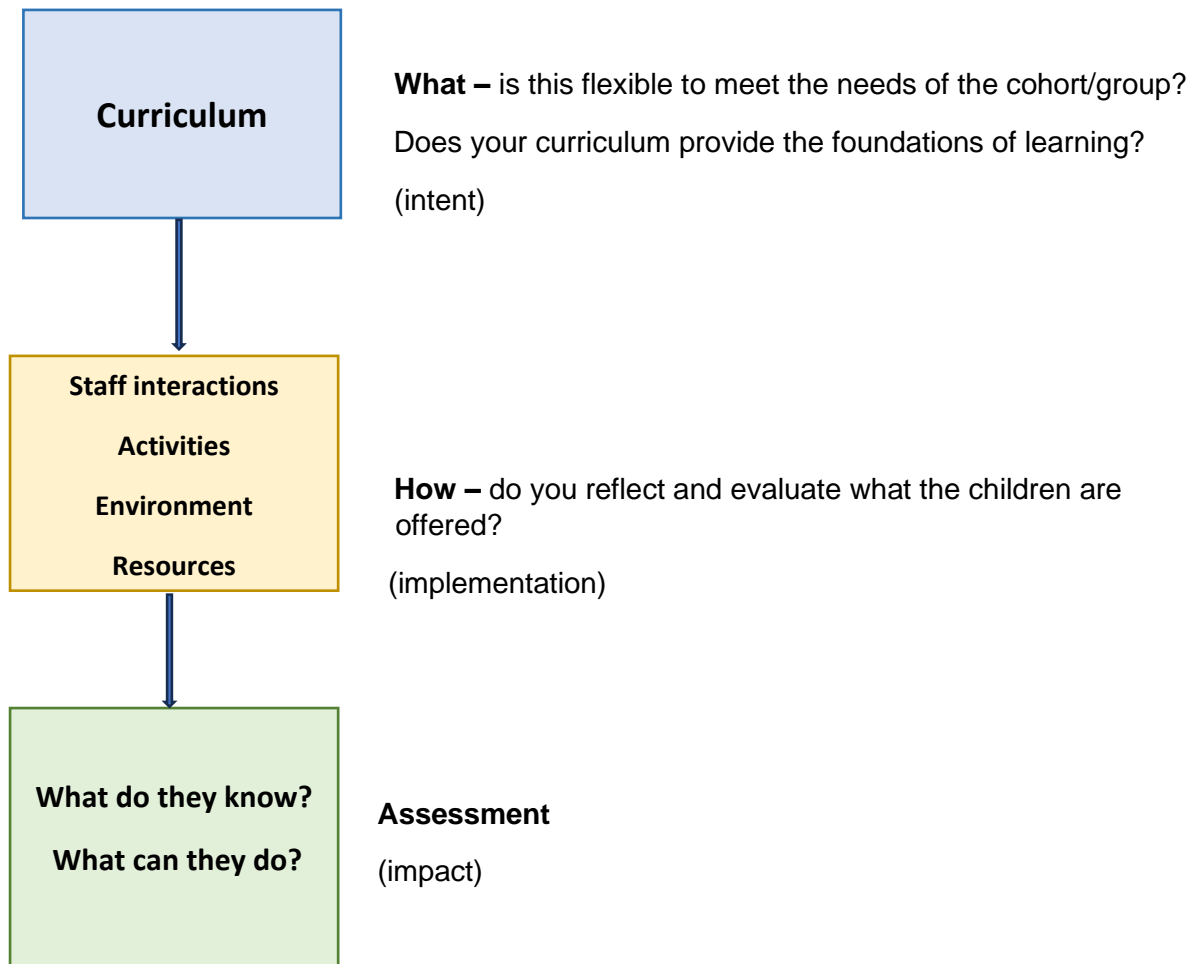 Curriculum
What – is this flexible to meet the needs of the cohort/group?
Does your curriculum provide the foundations of learning?
(intent)
Staff interactions
Activities
Environment
Resources
How – do you reflect and evaluate what the children are
offered?
(implementation)
What do they know?
What can they do?
Assessment
(impact)